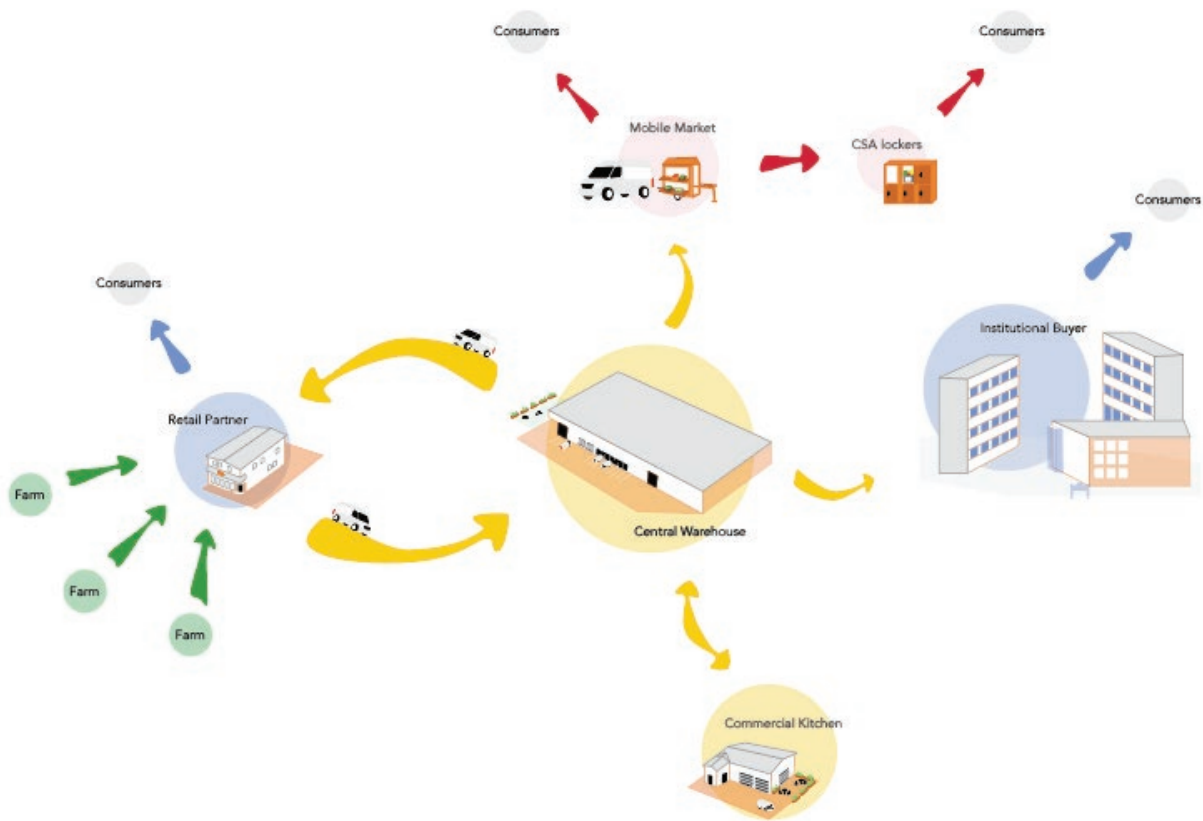 Consumers
Consumers
Mobile Market
CSA lockers
Consumers
Consumers
Institutional Buyer
Retail Partner
Farm
Central Warehouse
Farm
Farm
Commercial Kitchen